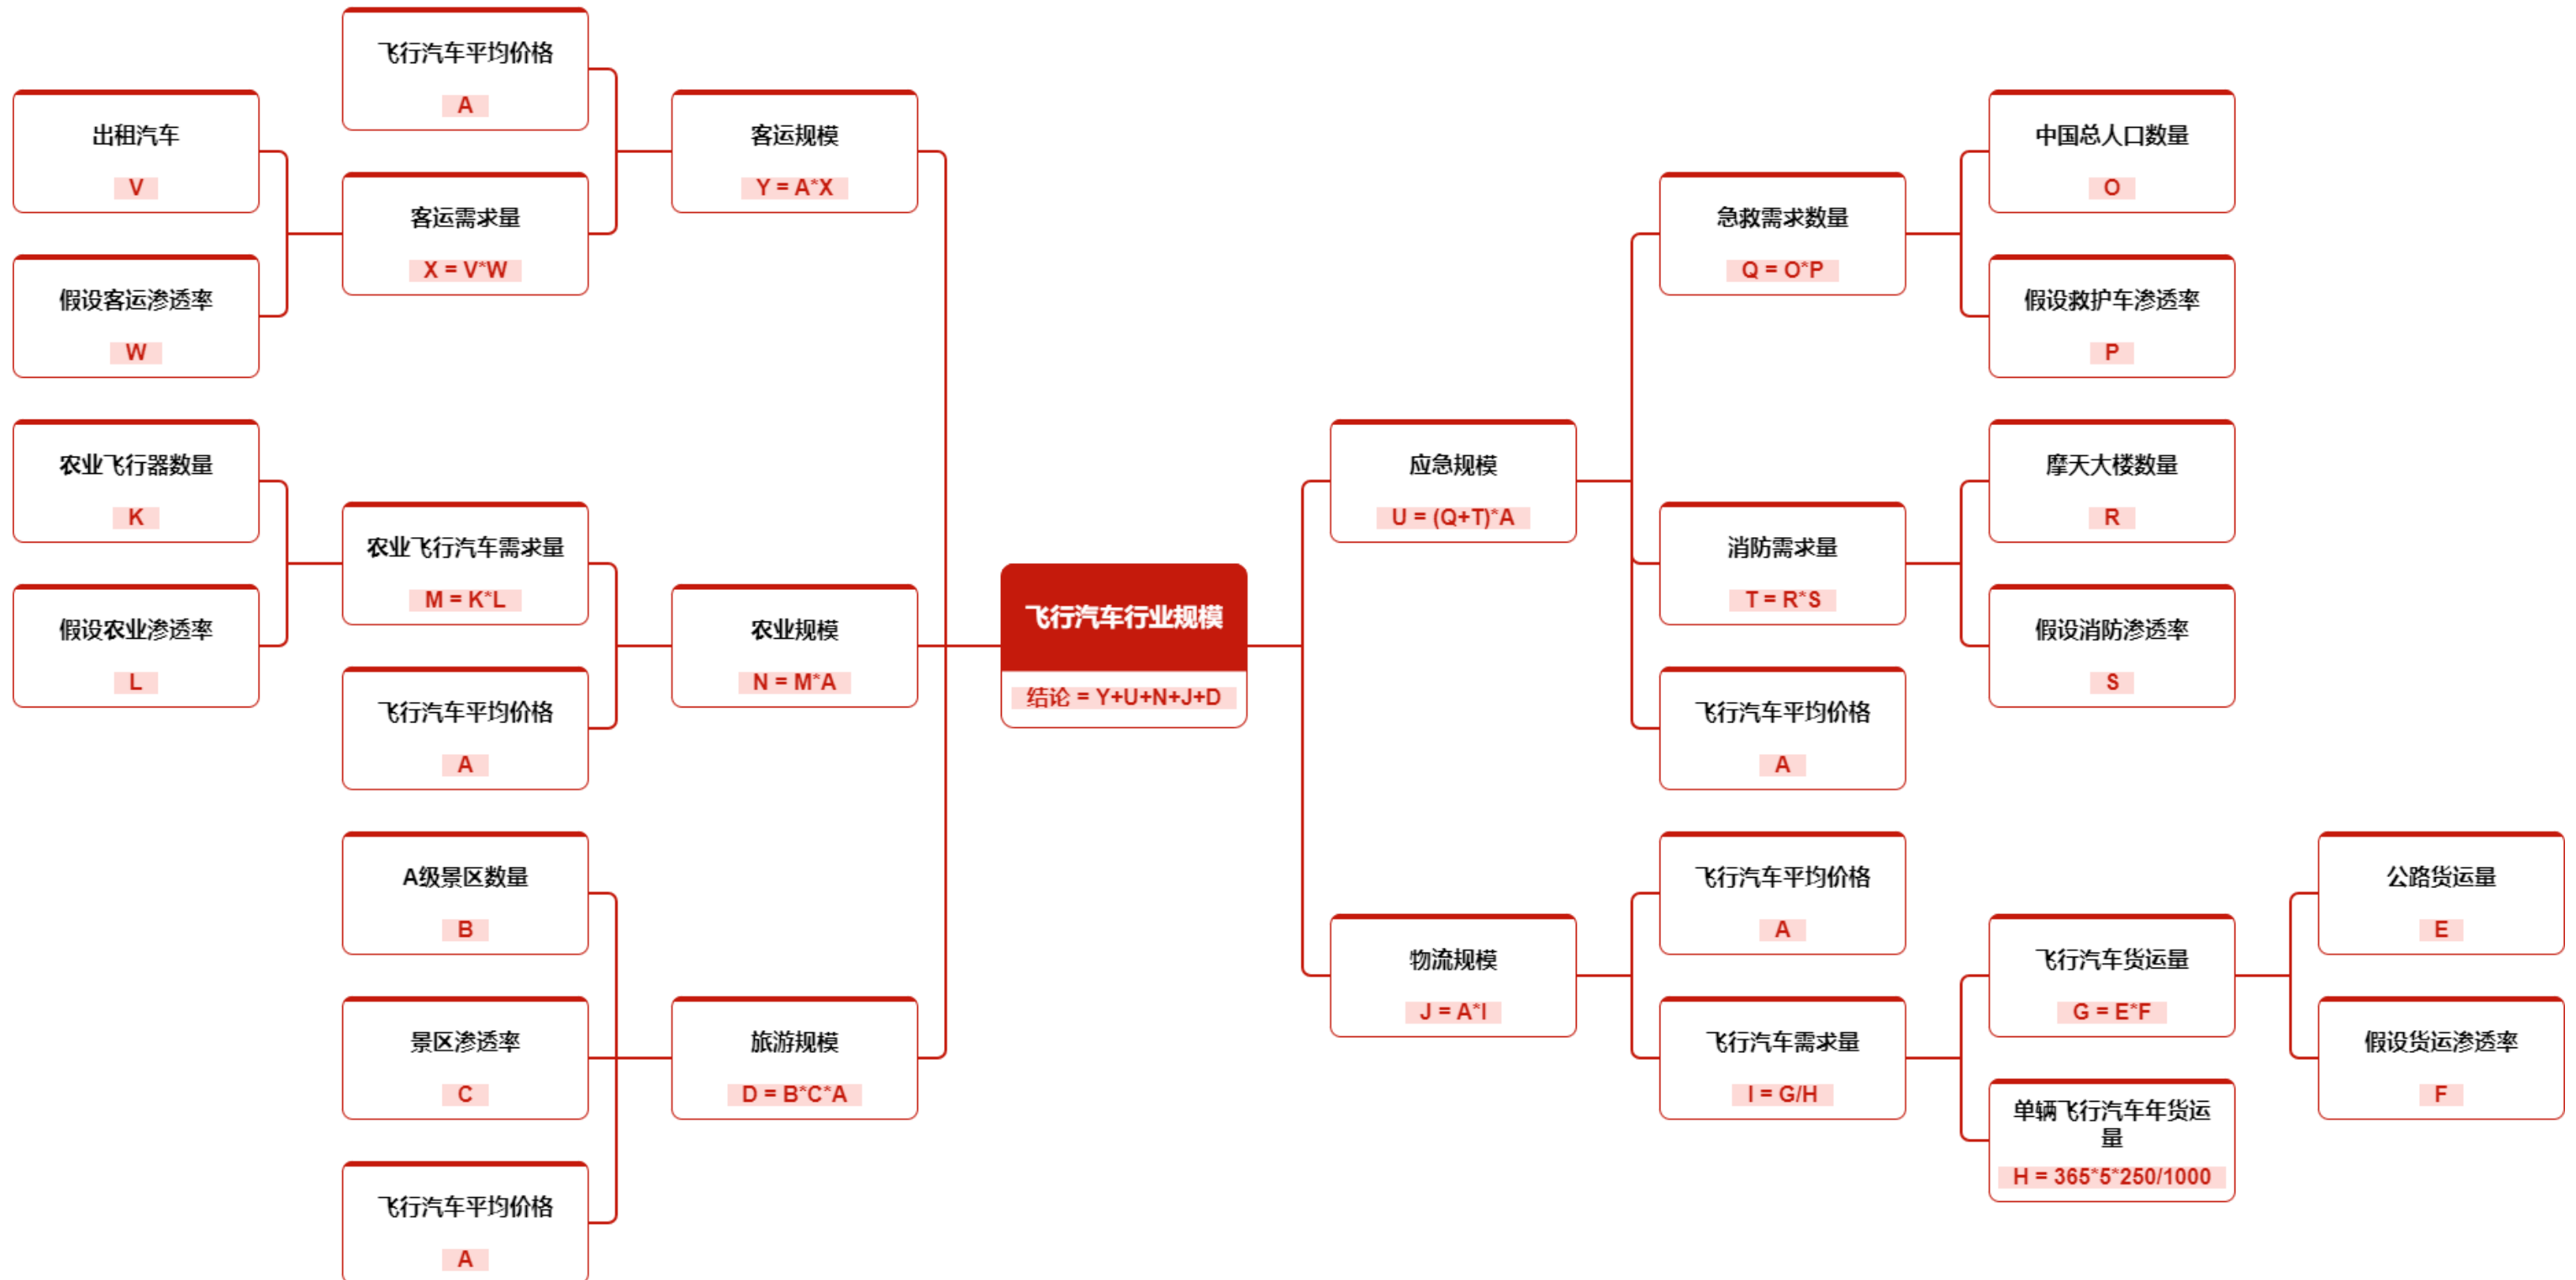 飞行汽车平均价格
A
出租汽车
V
客运规模
Y = A*X
客运需求量
X = V*W
假设客运渗透率
W
农业飞行器数量
K
农业飞行汽车需求量
M = K*L
假设农业渗透率
L
农业规模
N = M*A
飞行汽车平均价格
A
A级景区数量
B
景区渗透率
C
旅游规模
D = B*C*A
飞行汽车平均价格
A
飞行汽车行业规模
结论 = Y+U+N+J+D
应急规模
U = (Q+T)*A
急救需求数量
Q = O*P
中国总人口数量
O
假设救护车渗透率
P
消防需求量
T = R*S
摩天大楼数量
R
假设消防渗透率
S
飞行汽车平均价格
A
物流规模
J = A*I
飞行汽车平均价格
A
飞行汽车需求量
I = G/H
飞行汽车货运量
G = E*F
公路货运量
E
假设货运渗透率
F
单辆飞行汽车年货运
量
H = 365*5*250/1000